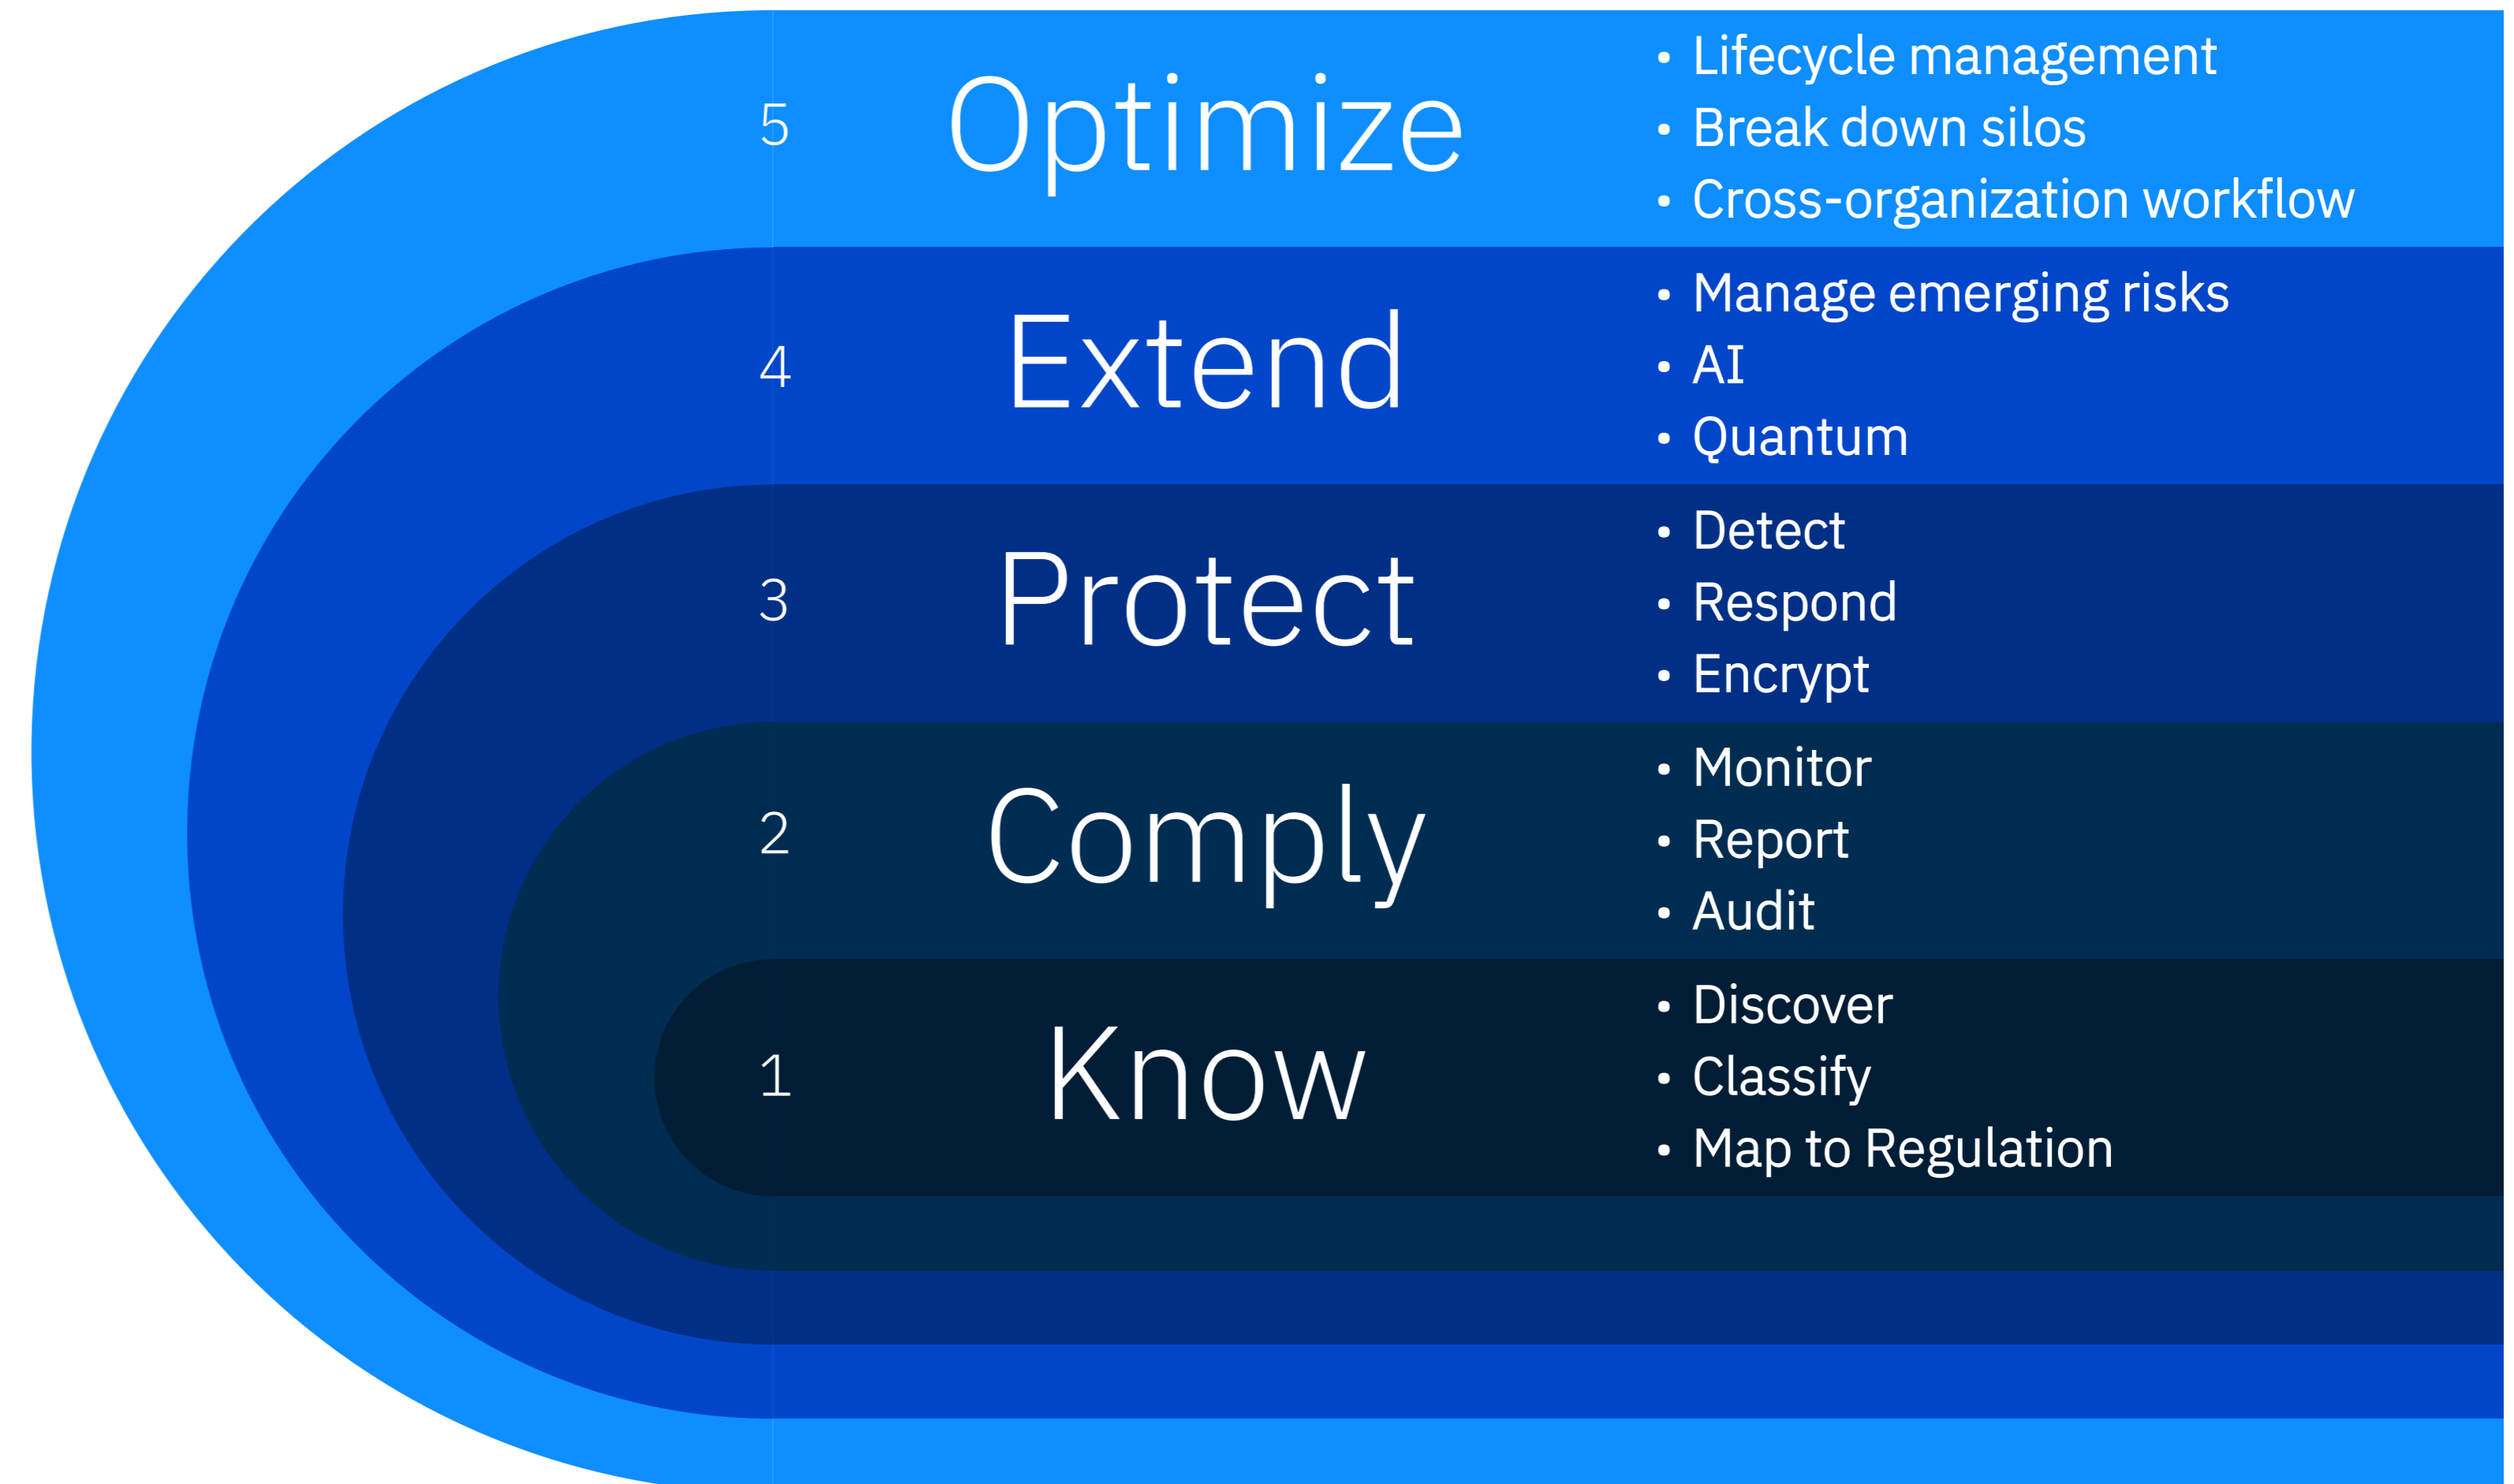 5
Optimize
• Lifecycle management
• Break down silos
• Cross-organization workflow
4
Extend
• Manage emerging risks
• AI
• Quantum
3
Protect
• Detect
• Respond
• Encrypt
2
Comply
• Monitor
• Report
• Audit
1
Know
• Discover
• Classify
• Map to Regulation